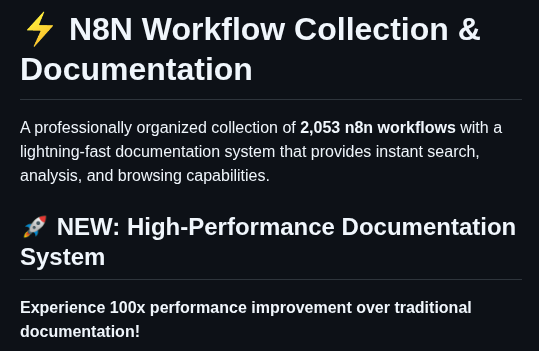 ⚡ N8N Workflow Collection &
Documentation
A professionally organized collection of 2,053 n8n workflows with a
lightning-fast documentation system that provides instant search,
analysis, and browsing capabilities.
🚀 NEW: High-Performance Documentation
System
Experience 100x performance improvement over traditional
documentation!